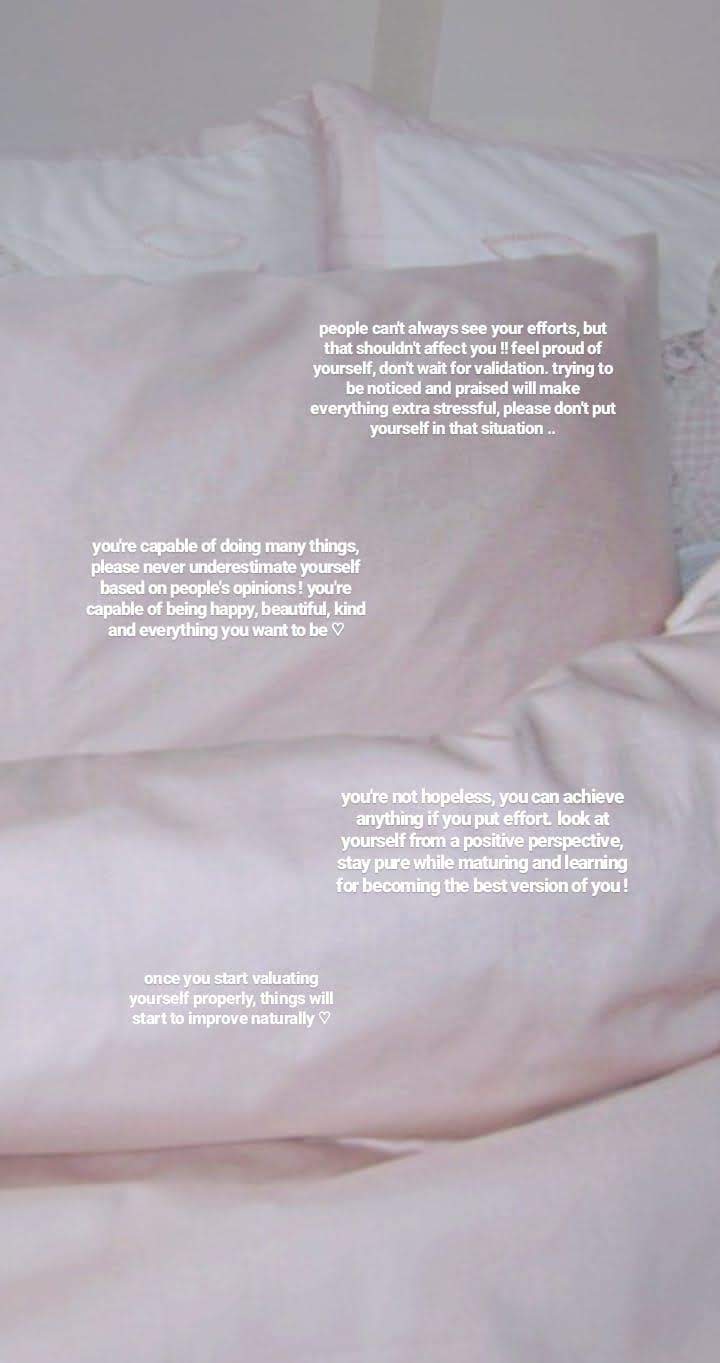 people can't always see your efforts, but
that shouldn't affect you !! feel proud of
yourself, don't wait for validation. trying to
be noticed and praised will make
everything extra stressful, please don't put
yourself in that situation ..
you're capable of doing many things,
please never underestimate yourself
based on people's opinions ! you're
capable of being happy, beautiful, kind
and everything you want to be ♡
you're not hopeless, you can achieve
anything if you put effort. look at
yourself from a positive perspective,
stay pure while maturing and learning
for becoming the best version of you !
once you start valuating
yourself properly, things will
start to improve naturally ♡